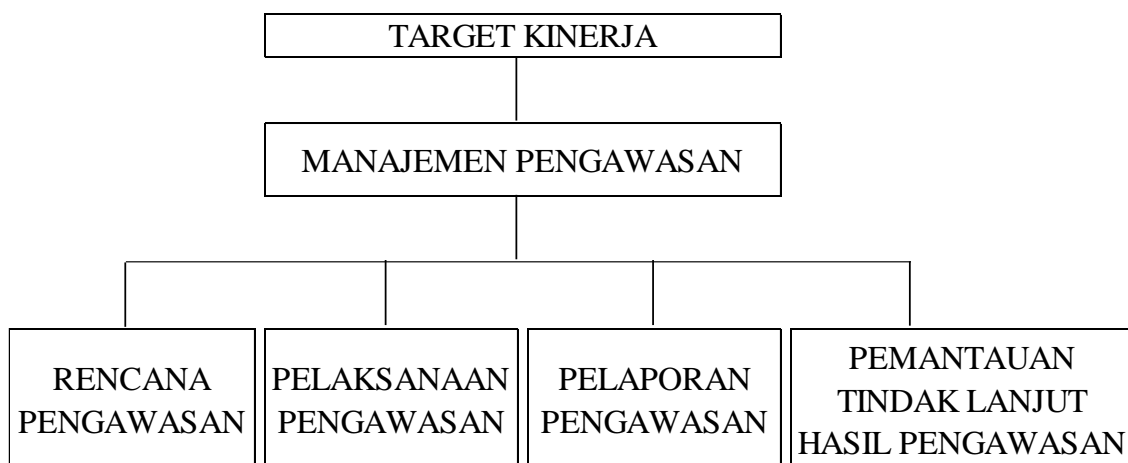 TARGET KINERJA
MANAJEMEN PENGAWASAN
RENCANA
PENGAWASAN
PELAKSANAAN
PENGAWASAN
PELAPORAN
PENGAWASAN
PEMANTAUAN
TINDAK LANJUT
HASIL PENGAWASAN